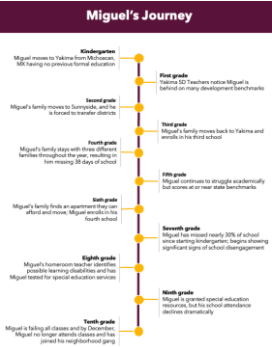 Miguel's Journey
Kindergarten
Miguel moves to Yakima from Michoacan,
MX having no previous formal education
First grade
Yakima SD Teachers notice Miguel is
behind on many development benchmarks
Second grade
Miguel's family moves to Sunnyside, and he
is forced to transfer districts
Third grade
Miguel's family moves back to Yakima and
enrolls in his third school
Fourth grade
Miguel's family stays with three different
families throughout the year, resulting in
him missing 38 days of school
Fifth grade
Miguel continues to struggle academically
but scores at or near state benchmarks
Sixth grade
Miguel's family finds an apartment they can
afford and move; Miguel enrolls in his
fourth school
Seventh grade
Miguel has missed nearly 30% of school
since starting kindergarten; begins showing
significant signs of school disengagement
Eighth grade
Miguel's homeroom teacher identifies
possible learning disabilities and has
Miguel tested for special education services
Ninth grade
Miguel is granted special education
resources, but his school attendance
declines dramatically
Tenth grade
Miguel is failing all classes and by December,
Miguel no longer attends classes and has
joined his neighborhood gang